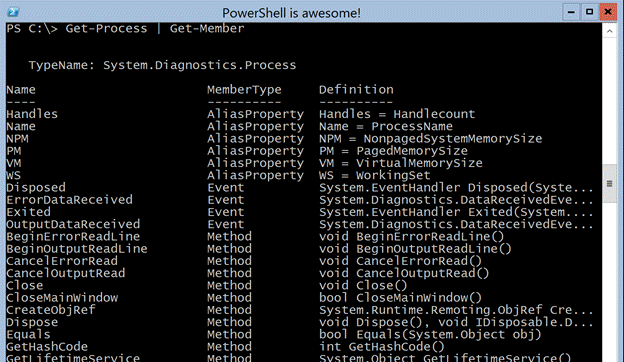 PowerShell is awesome!
PS C:\> Get-Process | Get-Member
TypeName: System.Diagnostics.Process
Name MemberType Definition
---- ---------- ----------
Handles AliasProperty Handles = Handlecount
Name AliasProperty Name = ProcessName
NPM AliasProperty NPM = NonpagedSystemMemorySize
PM AliasProperty PM = PagedMemorySize
VM AliasProperty VM = VirtualMemorySize
WS AliasProperty WS = WorkingSet
Disposed Event System.EventHandler Disposed(Syste...
ErrorDataReceived Event System.Diagnostics.DataReceivedEve...
Exited Event System.EventHandler Exited(System....
OutputDataReceived Event System.Diagnostics.DataReceivedEve...
BeginErrorReadLine Method void BeginErrorReadLine()
BeginOutputReadLine Method void BeginOutputReadLine()
CancelErrorRead Method void CancelErrorRead()
CancelOutputRead Method void CancelOutputRead()
Close Method void Close()
CloseMainWindow Method bool CloseMainWindow()
CreateObjRef Method System.Runtime.Remoting.ObjRef Cre...
Dispose Method void Dispose(), void IDisposable.D...
Equals Method bool Equals(System.Object obj)
GetHashCode Method int GetHashCode()
GetLifetimeService Method System.Object GetLifetimeService()